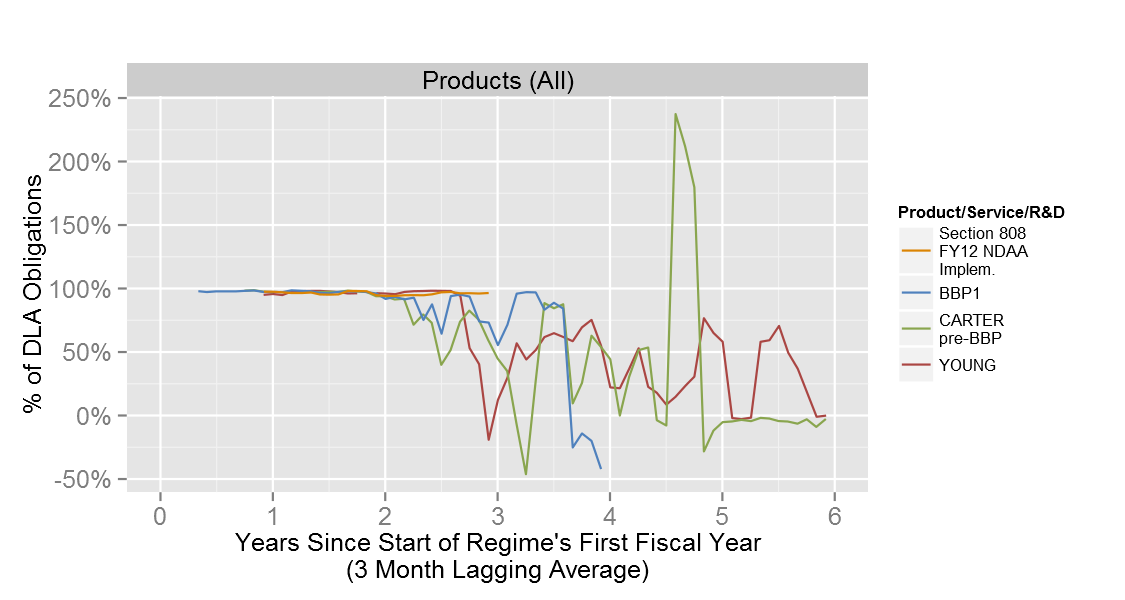 Products (All)
250%
200%
150%
100%
50%
0%
-50%
% of DLA Obligations
0 1 2 3 4 5 6
Years Since Start of Regime's First Fiscal Year
(3 Month Lagging Average)
Product/Service/R&D
Section 808
FY12 NDAA
Implem.
BBP1
CARTER
pre-BBP
YOUNG